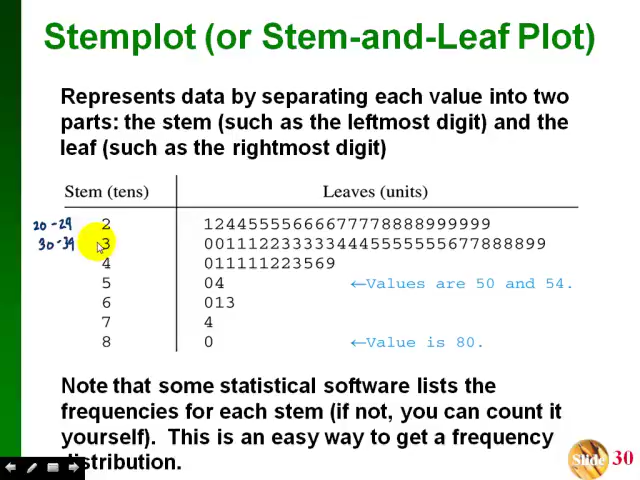 Stemplot (or Stem-and-Leaf Plot)
Represents data by separating each value into two
parts: the stem (such as the leftmost digit) and the
leaf (such as the rightmost digit)
Stem (tens) Leaves (units)
20-29 2 12445555666677778888999999
30-39 3 0011122333334445555555677888899
4 011111223569
5 04 ←Values are 50 and 54.
6 013
7 4
8 0 ←Value is 80.
Note that some statistical software lists the
frequencies for each stem (if not, you can count it
yourself). This is an easy way to get a frequency
distribution.
Slide 30